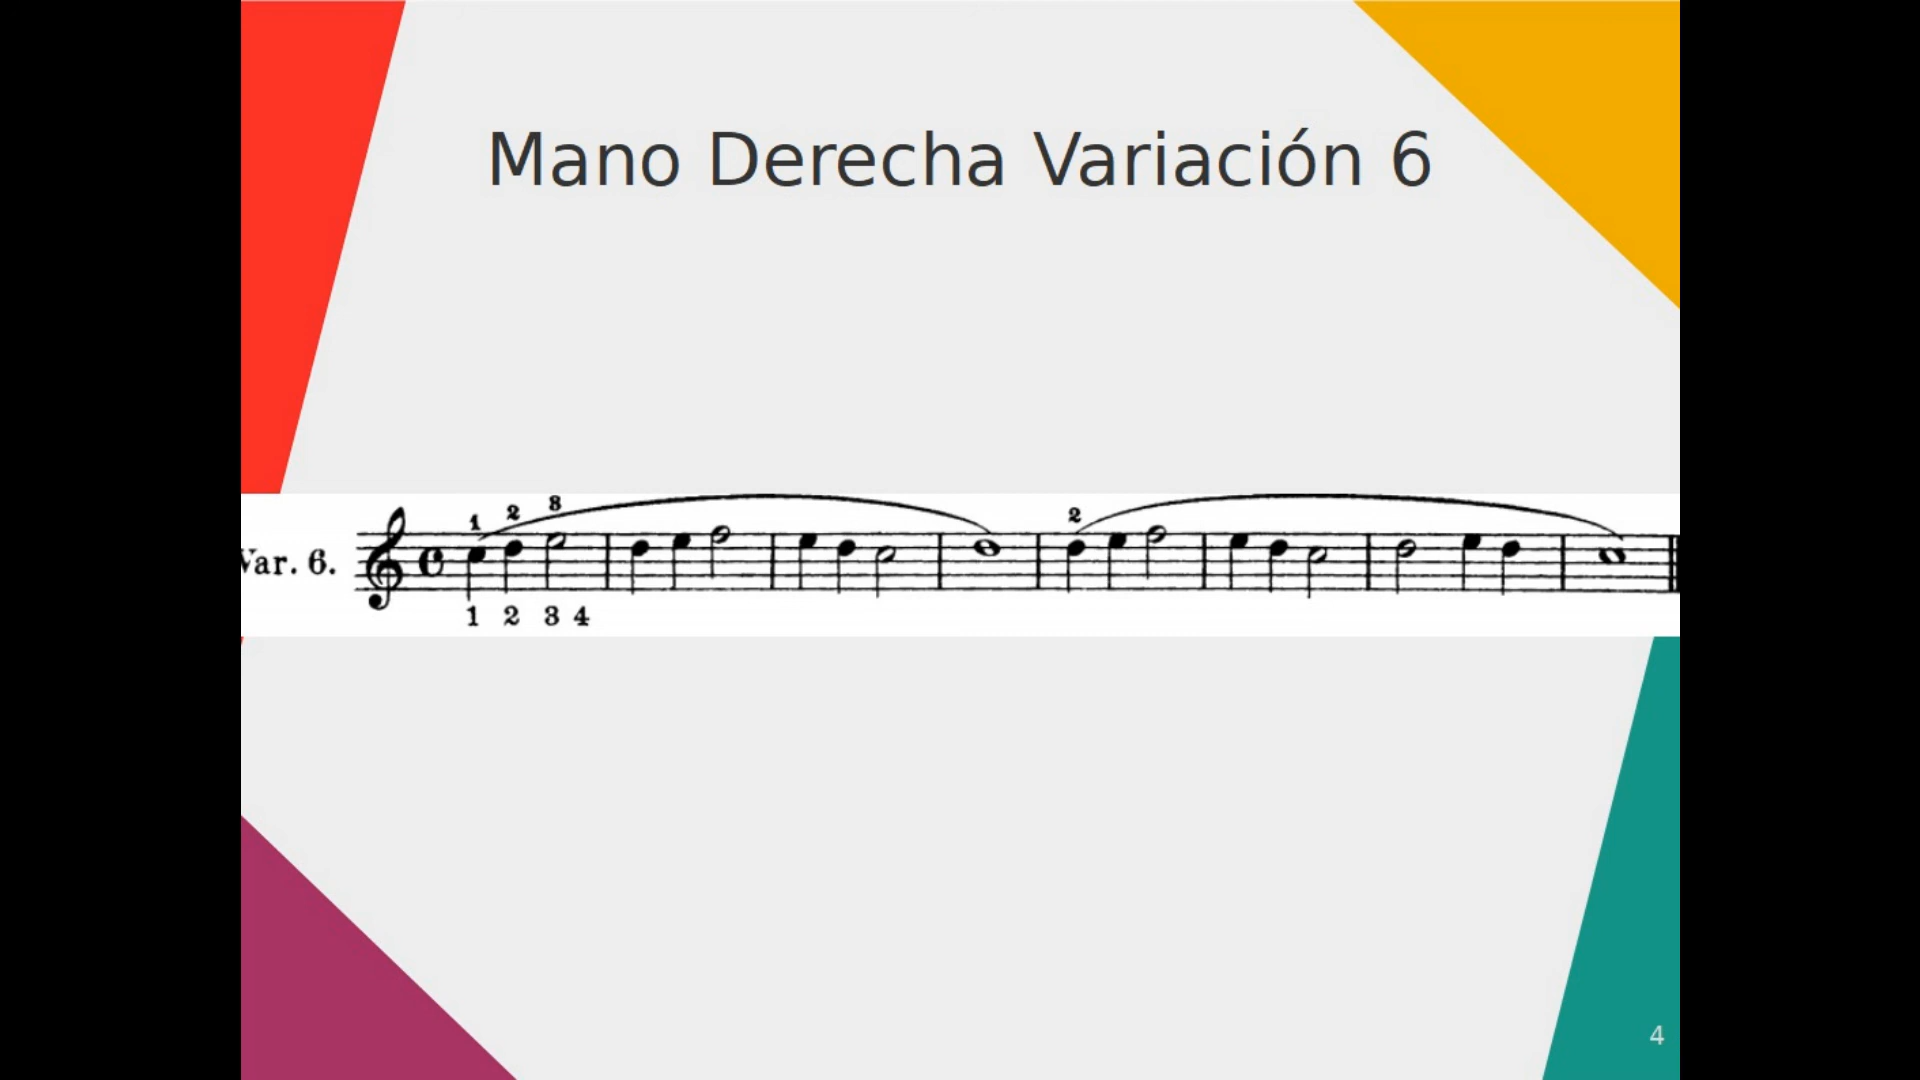 Mano Derecha Variación 6
1 2 3 2
Var. 6.
1 2 3 4
4